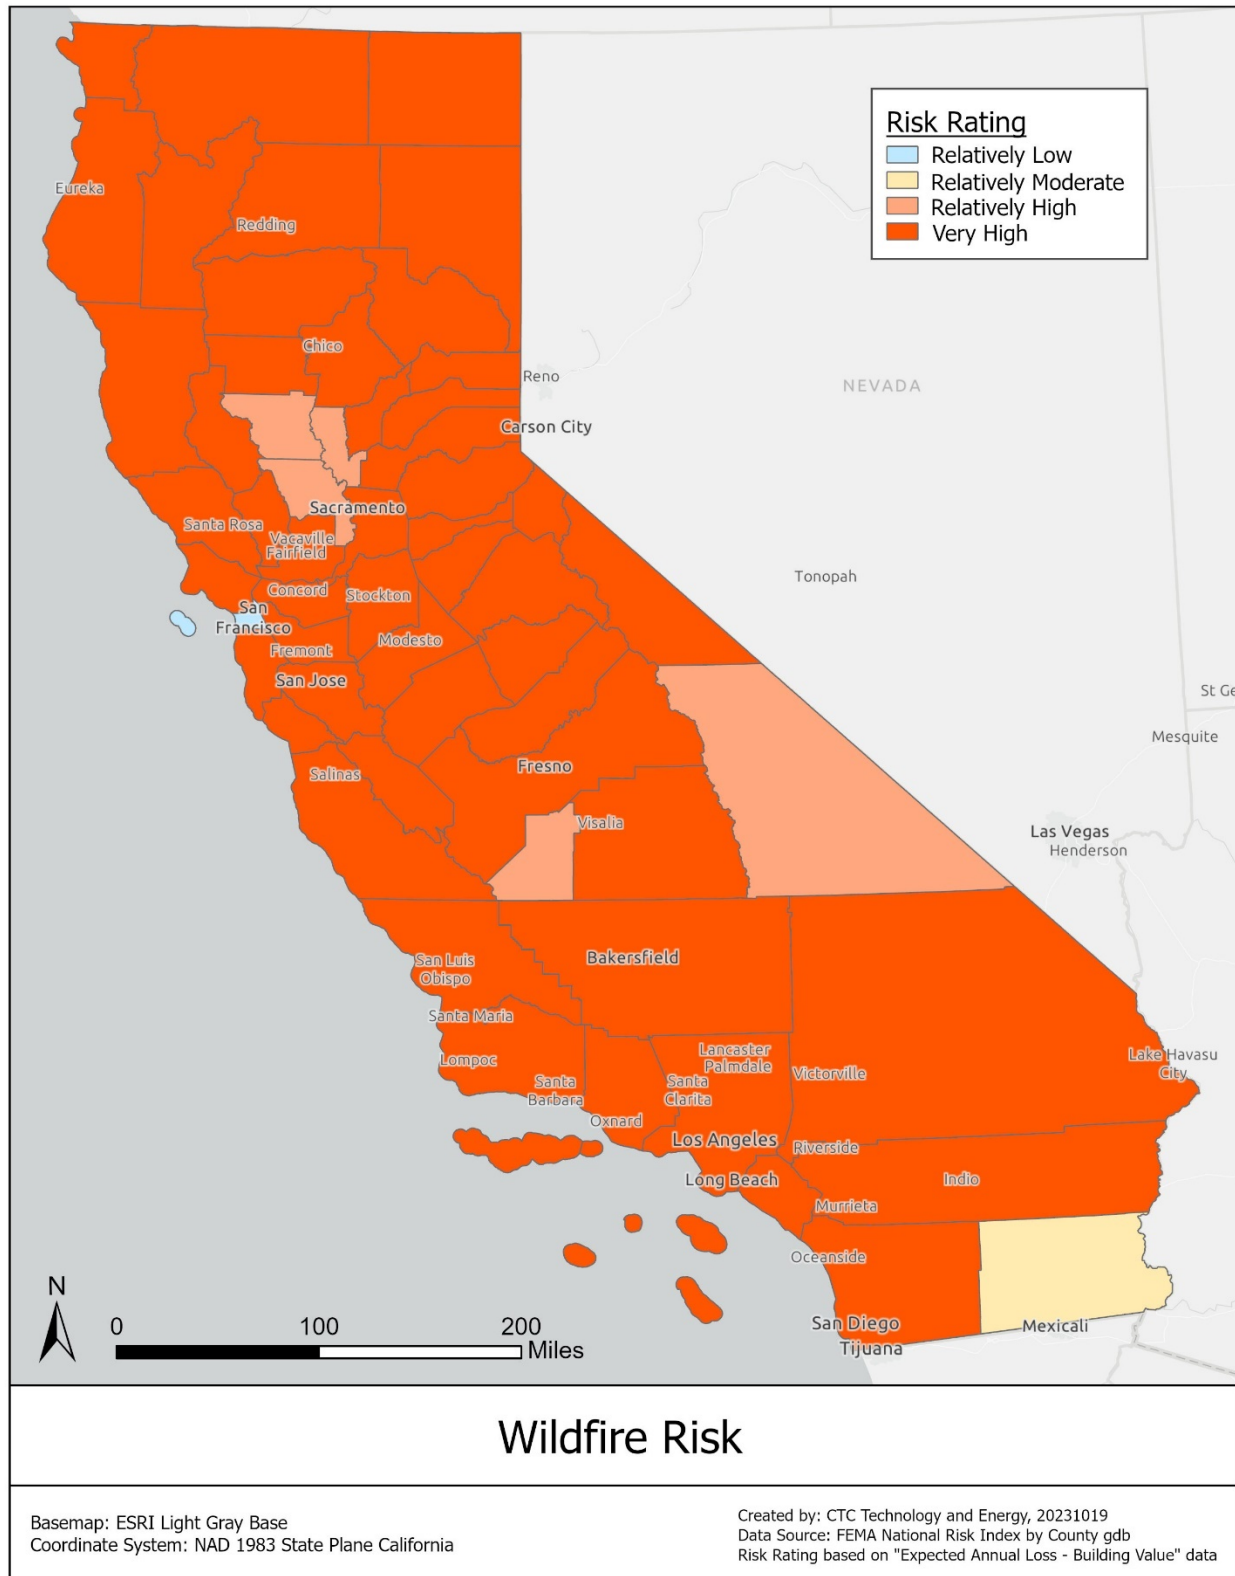 Risk Rating
Relatively Low
Relatively Moderate
Relatively High
Very High
Eureka
Redding
Chico
Reno
NEVADA
Carson City
Sacramento
Santa Rosa
Vacaville
Fairfield
Tonopah
Concord
Stockton
San
Francisco
Modesto
Fremont
San Jose
St Ge
Mesquite
Salinas
Fresno
Visalia
Las Vegas
Henderson
Bakersfield
San Luis
Obispo
Santa Maria
Lompoc
Lancaster
Palmdale
Victorville
Lake Havasu
City
Santa
Barbara
Santa
Clarita
Oxnard
Los Angeles
Riverside
Long Beach
Indio
Murrieta
Oceanside
San Diego
Tijuana
Mexicali
N
0 100 200
Miles
Wildfire Risk
Basemap: ESRI Light Gray Base
Coordinate System: NAD 1983 State Plane California
Created by: CTC Technology and Energy, 20231019
Data Source: FEMA National Risk Index by County gdb
Risk Rating based on "Expected Annual Loss - Building Value" data